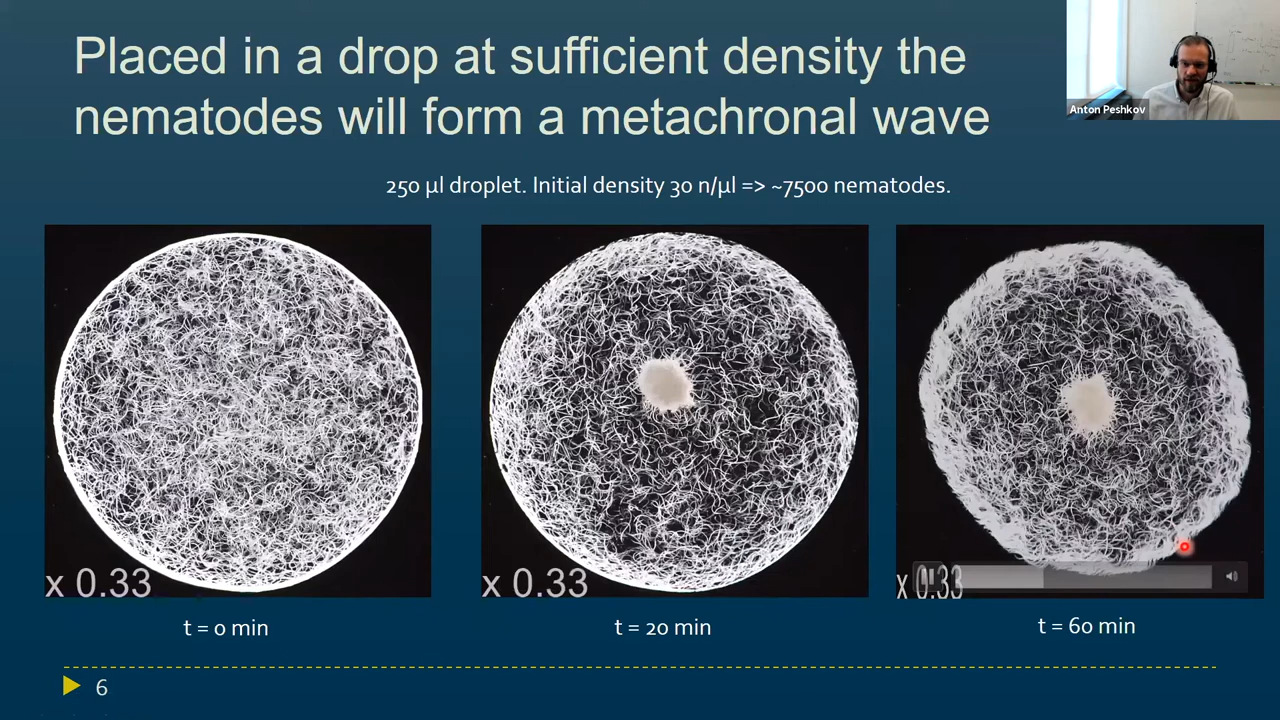 Placed in a drop at sufficient density the
nematodes will form a metachronal wave
Anton Peshkov
250 µl droplet. Initial density 30 n/µl => ~7500 nematodes.
x 0.33
x 0.33
x 0.33
t = 0 min
t = 20 min
t = 60 min
6